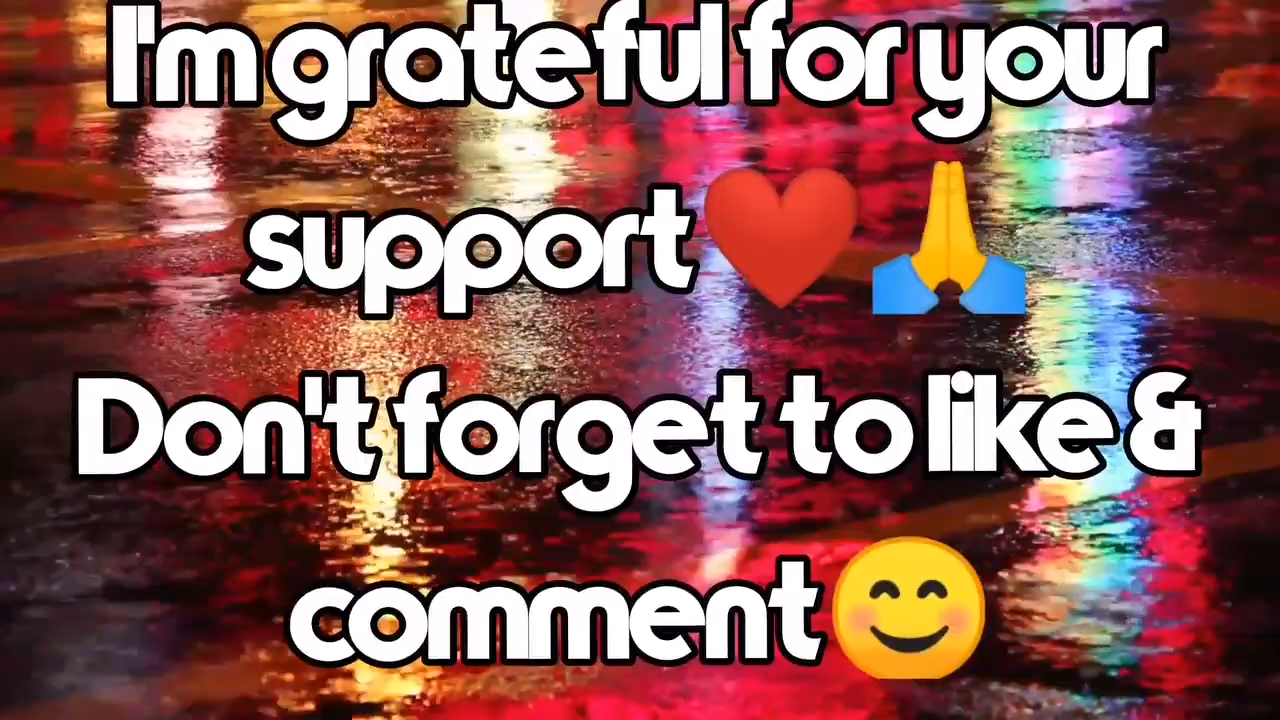 I'm grateful for your
support❤️🙏
Don't forget to like &
comment😊